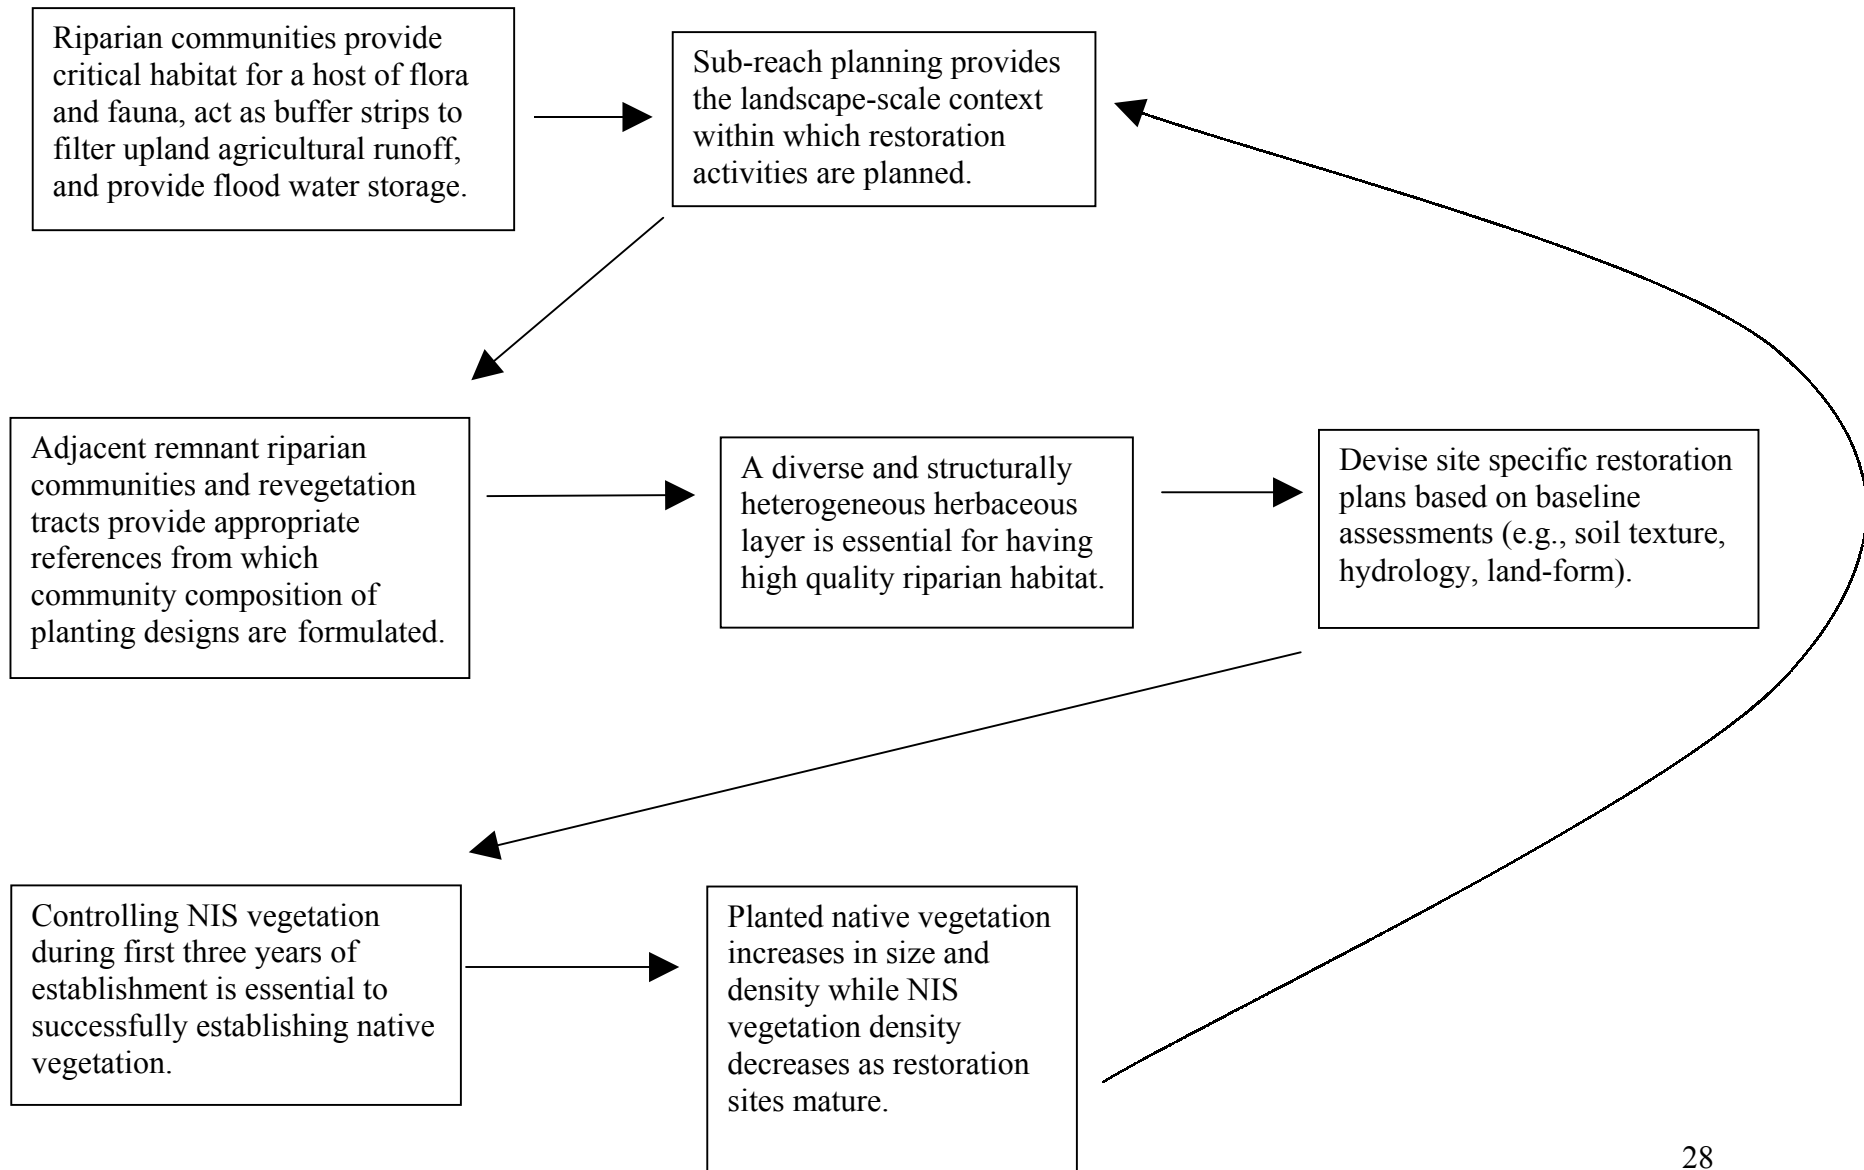 Riparian communities provide
critical habitat for a host of flora
and fauna, act as buffer strips to
filter upland agricultural runoff,
and provide flood water storage.
Sub-reach planning provides
the landscape-scale context
within which restoration
activities are planned.
Adjacent remnant riparian
communities and revegetation
tracts provide appropriate
references from which
community composition of
planting designs are formulated.
A diverse and structurally
heterogeneous herbaceous
layer is essential for having
high quality riparian habitat.
Devise site specific restoration
plans based on baseline
assessments (e.g., soil texture,
hydrology, land-form).
Controlling NIS vegetation
during first three years of
establishment is essential to
successfully establishing native
vegetation.
Planted native vegetation
increases in size and
density while NIS
vegetation density
decreases as restoration
sites mature.
28